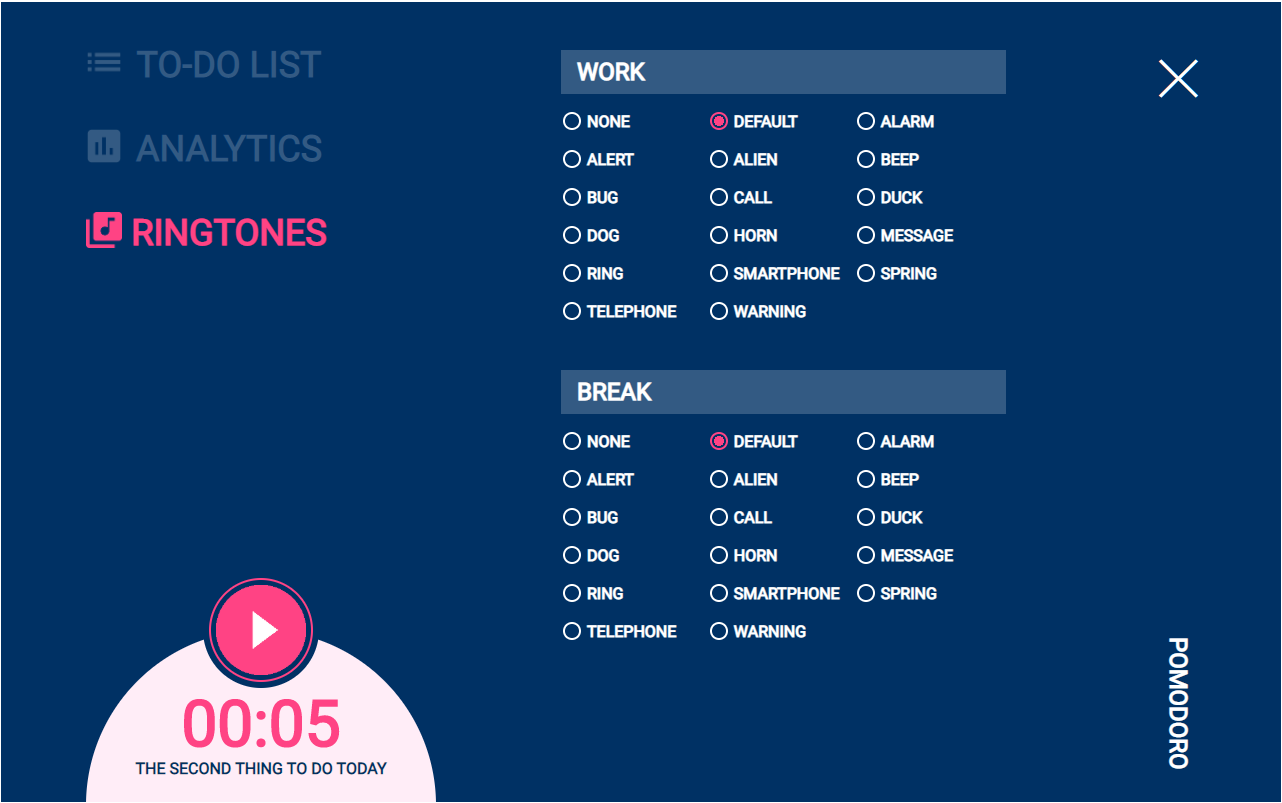 TO-DO LIST
ANALYTICS
RINGTONES
WORK
NONE DEFAULT ALARM
ALERT ALIEN BEEP
BUG CALL DUCK
DOG HORN MESSAGE
RING SMARTPHONE SPRING
TELEPHONE WARNING
BREAK
NONE DEFAULT ALARM
ALERT ALIEN BEEP
BUG CALL DUCK
DOG HORN MESSAGE
RING SMARTPHONE SPRING
TELEPHONE WARNING
00:05
THE SECOND THING TO DO TODAY
POMODORO